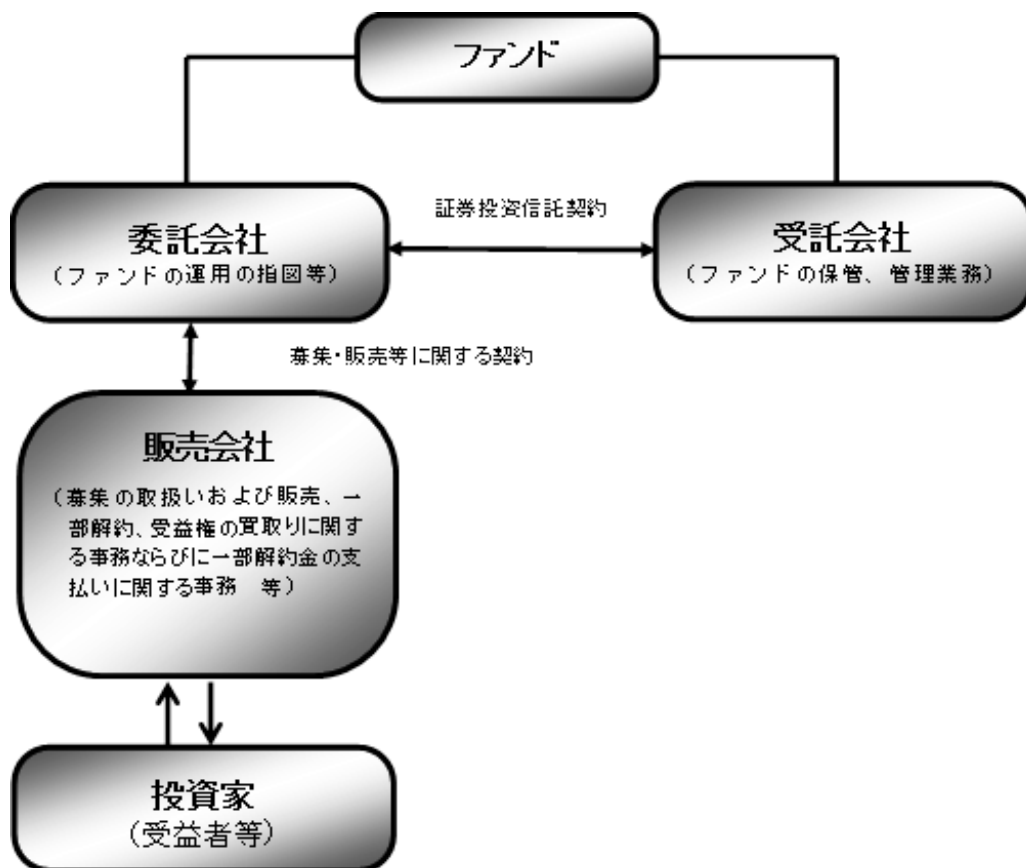 ファンド
委託会社
（ファンドの運用の指図等）
証券投資信託契約
受託会社
（ファンドの保管、管理業務）
募集・販売等に関する契約
販売会社
（募集の取扱いおよび販売、一
部解約、受益権の買取りに関す
る事務ならびに一部解約金の支
払いに関する事務　等）
投資家
（受益者等）